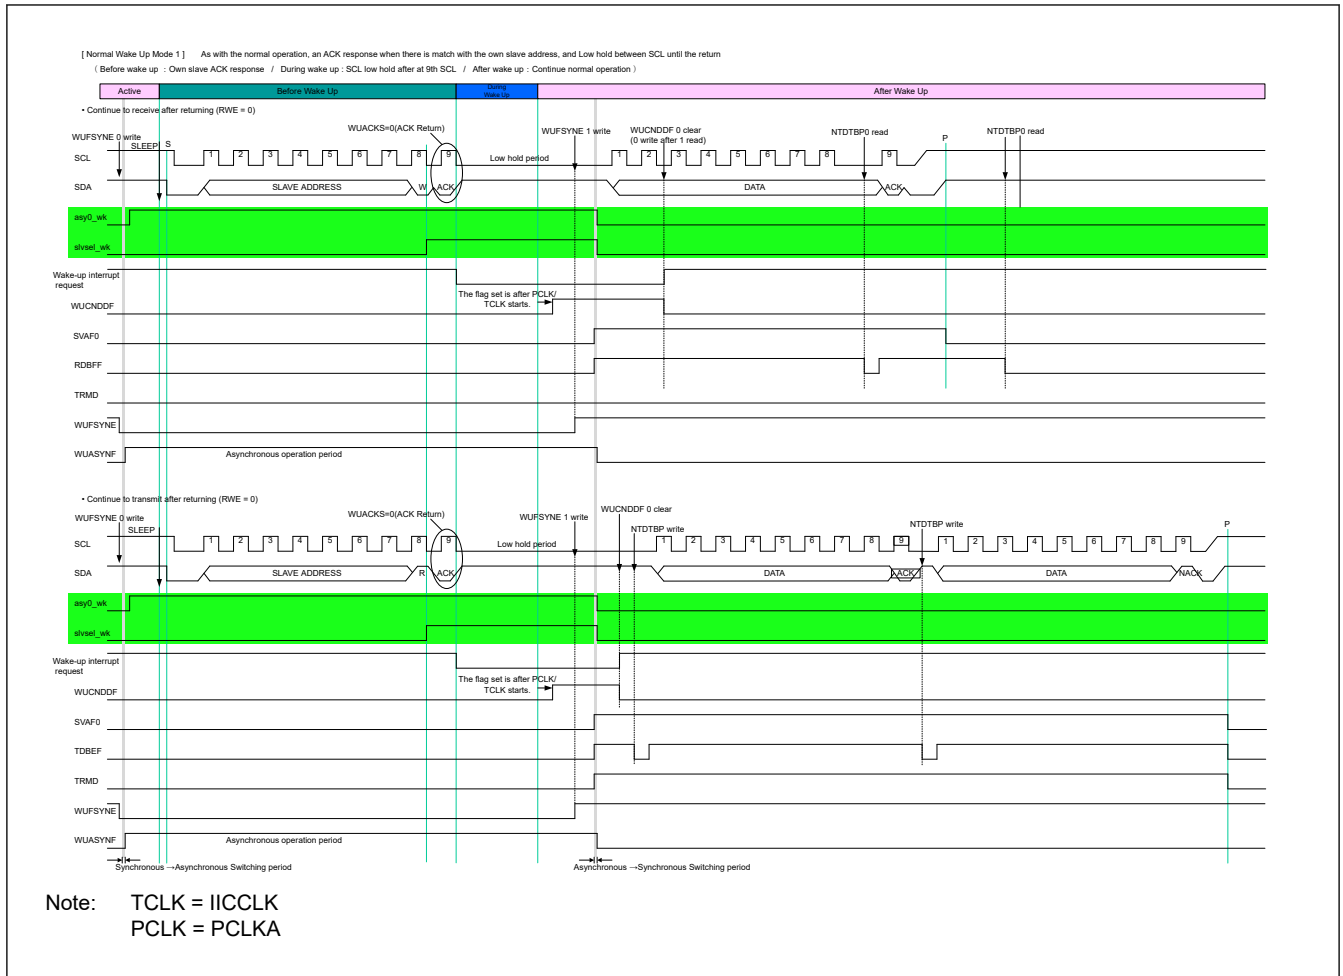 [ Normal Wake Up Mode 1 ] As with the normal operation, an ACK response when there is match with the own slave address, and Low hold between SCL until the return
( Before wake up : Own slave ACK response / During wake up : SCL low hold after at 9th SCL / After wake up : Continue normal operation )
Active Before Wake Up During Wake Up After Wake Up
• Continue to receive after returning (RWE = 0)
WUFSYNE 0 write SLEEP S WUACKS=0(ACK Return) WUFSYNE 1 write WUCNDDF 0 clear NTDTBP0 read P NTDTBP0 read
(0 write after 1 read)
SCL 1 2 3 4 5 6 7 8 9 Low hold period 1 2 3 4 5 6 7 8 9
SDA SLAVE ADDRESS W ACK DATA ACK
asy0_wk
slvsel_wk
Wake-up interrupt
request
The flag set is after PCLK/
TCLK starts.
WUCNDDF
SVAF0
RDBFF
TRMD
WUFSYNE
WUASYNF Asynchronous operation period
• Continue to transmit after returning (RWE = 0)
WUFSYNE 0 write SLEEP WUACKS=0(ACK Return) WUFSYNE 1 write WUCNDDF 0 clear NTDTBP write NTDTBP write P
SCL 1 2 3 4 5 6 7 8 9 Low hold period 1 2 3 4 5 6 7 8 9 1 2 3 4 5 6 7 8 9
SDA SLAVE ADDRESS R ACK DATA ACK DATA NACK
asy0_wk
slvsel_wk
Wake-up interrupt
request
The flag set is after PCLK/
TCLK starts.
WUCNDDF
SVAF0
TDBEF
TRMD
WUFSYNE
WUASYNF Asynchronous operation period
Synchronous →Asynchronous Switching period Asynchronous →Synchronous Switching period
Note: TCLK = IICCLK
PCLK = PCLKA